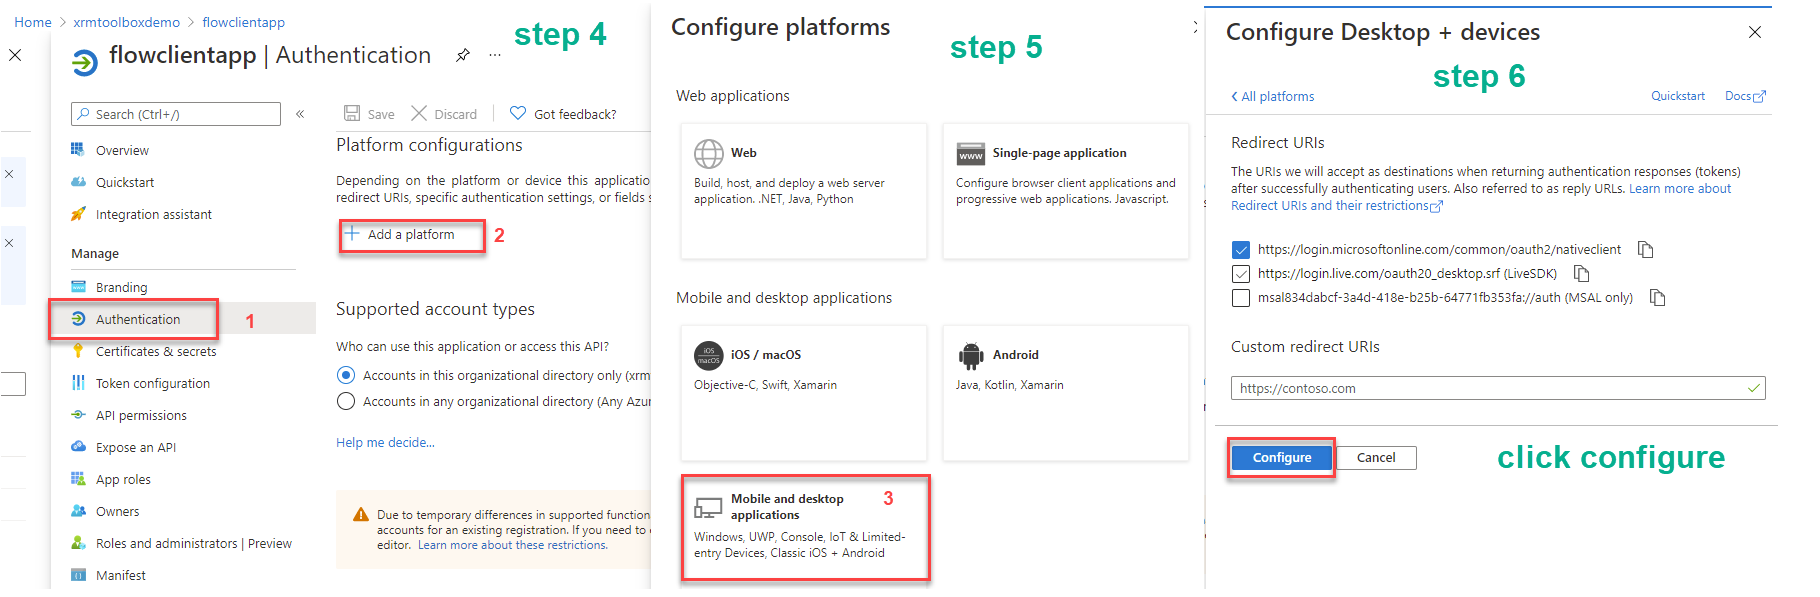 Home > xrmtoolboxdemo > flowclientapp
flowclientapp | Authentication
step 4
Search (Ctrl+/)
Overview
Quickstart
Integration assistant
Manage
Branding
Authentication
1
Certificates & secrets
Token configuration
API permissions
Expose an API
App roles
Owners
Roles and administrators | Preview
Manifest
Save Discard Got feedback?
Platform configurations
Depending on the platform or device this application
redirect URIs, specific authentication settings, or fields s
Add a platform
2
Supported account types
Who can use this application or access this API?
Accounts in this organizational directory only (xrm
Accounts in any organizational directory (Any Azu
Help me decide...
Due to temporary differences in supported function
accounts for an existing registration. If you need to
editor. Learn more about these restrictions.
Configure platforms
step 5
Web applications
Web
Build, host, and deploy a web server
application. .NET, Java, Python
Single-page application
Configure browser client applications and
progressive web applications. Javascript.
Mobile and desktop applications
iOS / macOS
Objective-C, Swift, Xamarin
Android
Java, Kotlin, Xamarin
Mobile and desktop
applications
3
Windows, UWP, Console, IoT & Limited-
entry Devices, Classic iOS + Android
Configure Desktop + devices
step 6
All platforms
Quickstart Docs
Redirect URIs
The URIs we will accept as destinations when returning authentication responses (tokens)
after successfully authenticating users. Also referred to as reply URLs. Learn more about
Redirect URIs and their restrictions
https://login.microsoftonline.com/common/oauth2/nativeclient
https://login.live.com/oauth20_desktop.srf (LiveSDK)
msal834dabcf-3a4d-418e-b25b-64771fb353fa://auth (MSAL only)
Custom redirect URIs
https://contoso.com
Configure Cancel
click configure